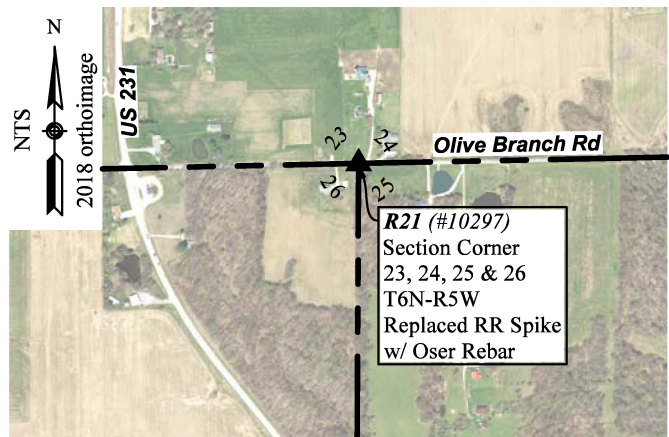 N
NTS
2018 orthoimage
US 231
23
24
Olive Branch Rd
26
25
R21 (#10297)
Section Corner
23, 24, 25 & 26
T6N-R5W
Replaced RR Spike
w/ Oser Rebar